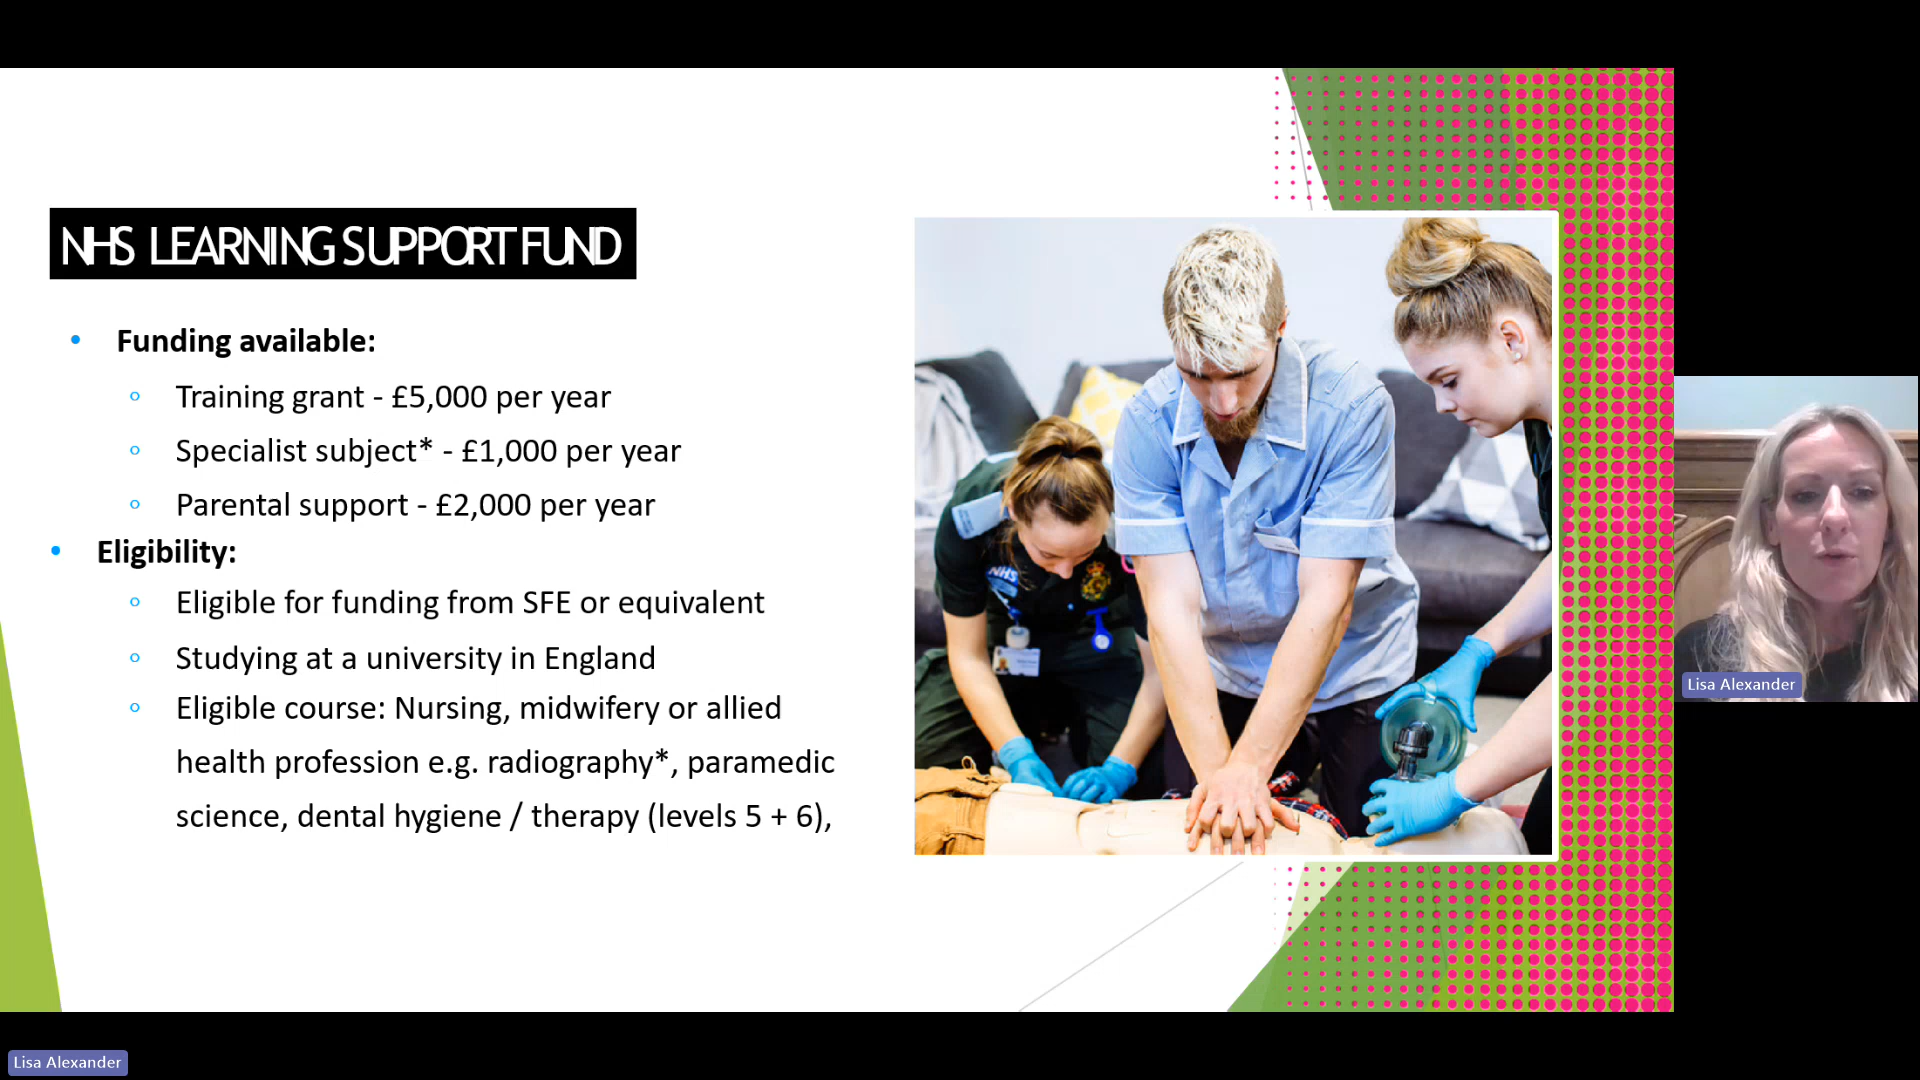 NHS LEARNING SUPPORT FUND
• Funding available:
o Training grant - £5,000 per year
o Specialist subject* - £1,000 per year
o Parental support - £2,000 per year
• Eligibility:
o Eligible for funding from SFE or equivalent
o Studying at a university in England
o Eligible course: Nursing, midwifery or allied
health profession e.g. radiography*, paramedic
science, dental hygiene / therapy (levels 5 + 6),
NHS
Lisa Alexander
Lisa Alexander